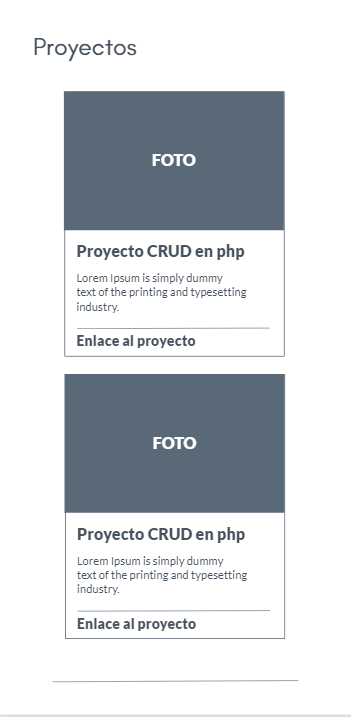 Proyectos
FOTO
Proyecto CRUD en php
Lorem Ipsum is simply dummy
text of the printing and typesetting
industry.
Enlace al proyecto
FOTO
Proyecto CRUD en php
Lorem Ipsum is simply dummy
text of the printing and typesetting
industry.
Enlace al proyecto